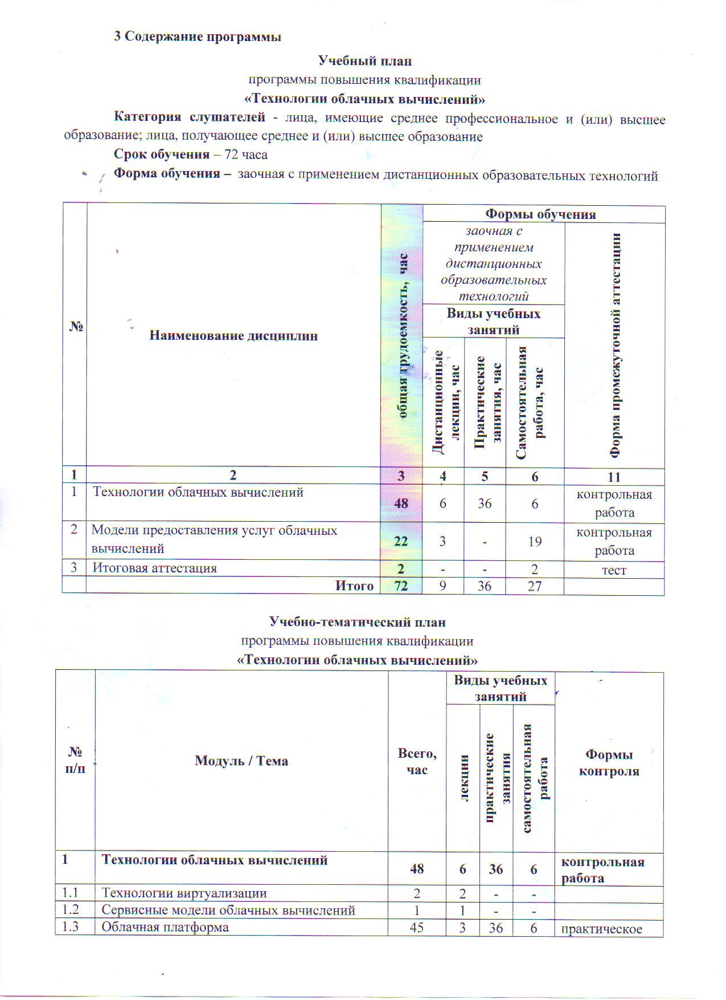 3 Содержание программы
Учебный план
программы повышения квалификации
«Технологии облачных вычислений»
Категория слушателей - лица, имеющие среднее профессиональное и (или) высшее
образование; лица, получающее среднее и (или) высшее образование
Срок обучения – 72 часа
Форма обучения – заочная с применением дистанционных образовательных технологий
№
Наименование дисциплин
общая трудоемкость, час
Формы обучения
заочная с
применением
дистанционных
образовательных
технологий
Виды учебных
занятий
Дистанционные
лекции, час
Практические
занятия, час
Самостоятельная
работа, час
Форма промежуточной аттестации
1 2 3 4 5 6 11
1 Технологии облачных вычислений 48 6 36 6 контрольная
работа
2 Модели предоставления услуг облачных
вычислений 22 3 - 19 контрольная
работа
3 Итоговая аттестация 2 - - 2 тест
Итого 72 9 36 27
Учебно-тематический план
программы повышения квалификации
«Технологии облачных вычислений»
№
п/п
Модуль / Тема
Всего,
час
Виды учебных
занятий
лекции
практические
занятия
самостоятельная
работа
Формы
контроля
1 Технологии облачных вычислений 48 6 36 6 контрольная
работа
1.1 Технологии виртуализации 2 2 - -
1.2 Сервисные модели облачных вычислений 1 1 - -
1.3 Облачная платформа 45 3 36 6 практическое